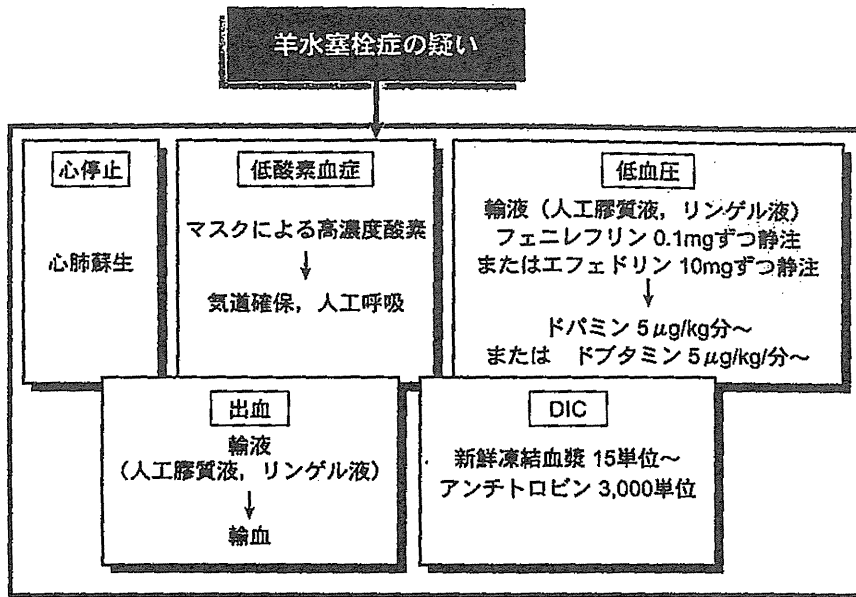 羊水塞栓症の疑い
心停止
心肺蘇生
低酸素血症
マスクによる高濃度酸素
↓
気道確保，人工呼吸
低血圧
輸液（人工膠質液，リンゲル液）
フェニレフリン 0.1mgずつ静注
またはエフェドリン 10mgずつ静注
↓
ドパミン 5μg/kg分～
または　ドブタミン 5μg/kg/分～
出血
輸液
（人工膠質液，リンゲル液）
↓
輸血
DIC
新鮮凍結血漿 15単位～
アンチトロビン 3,000単位